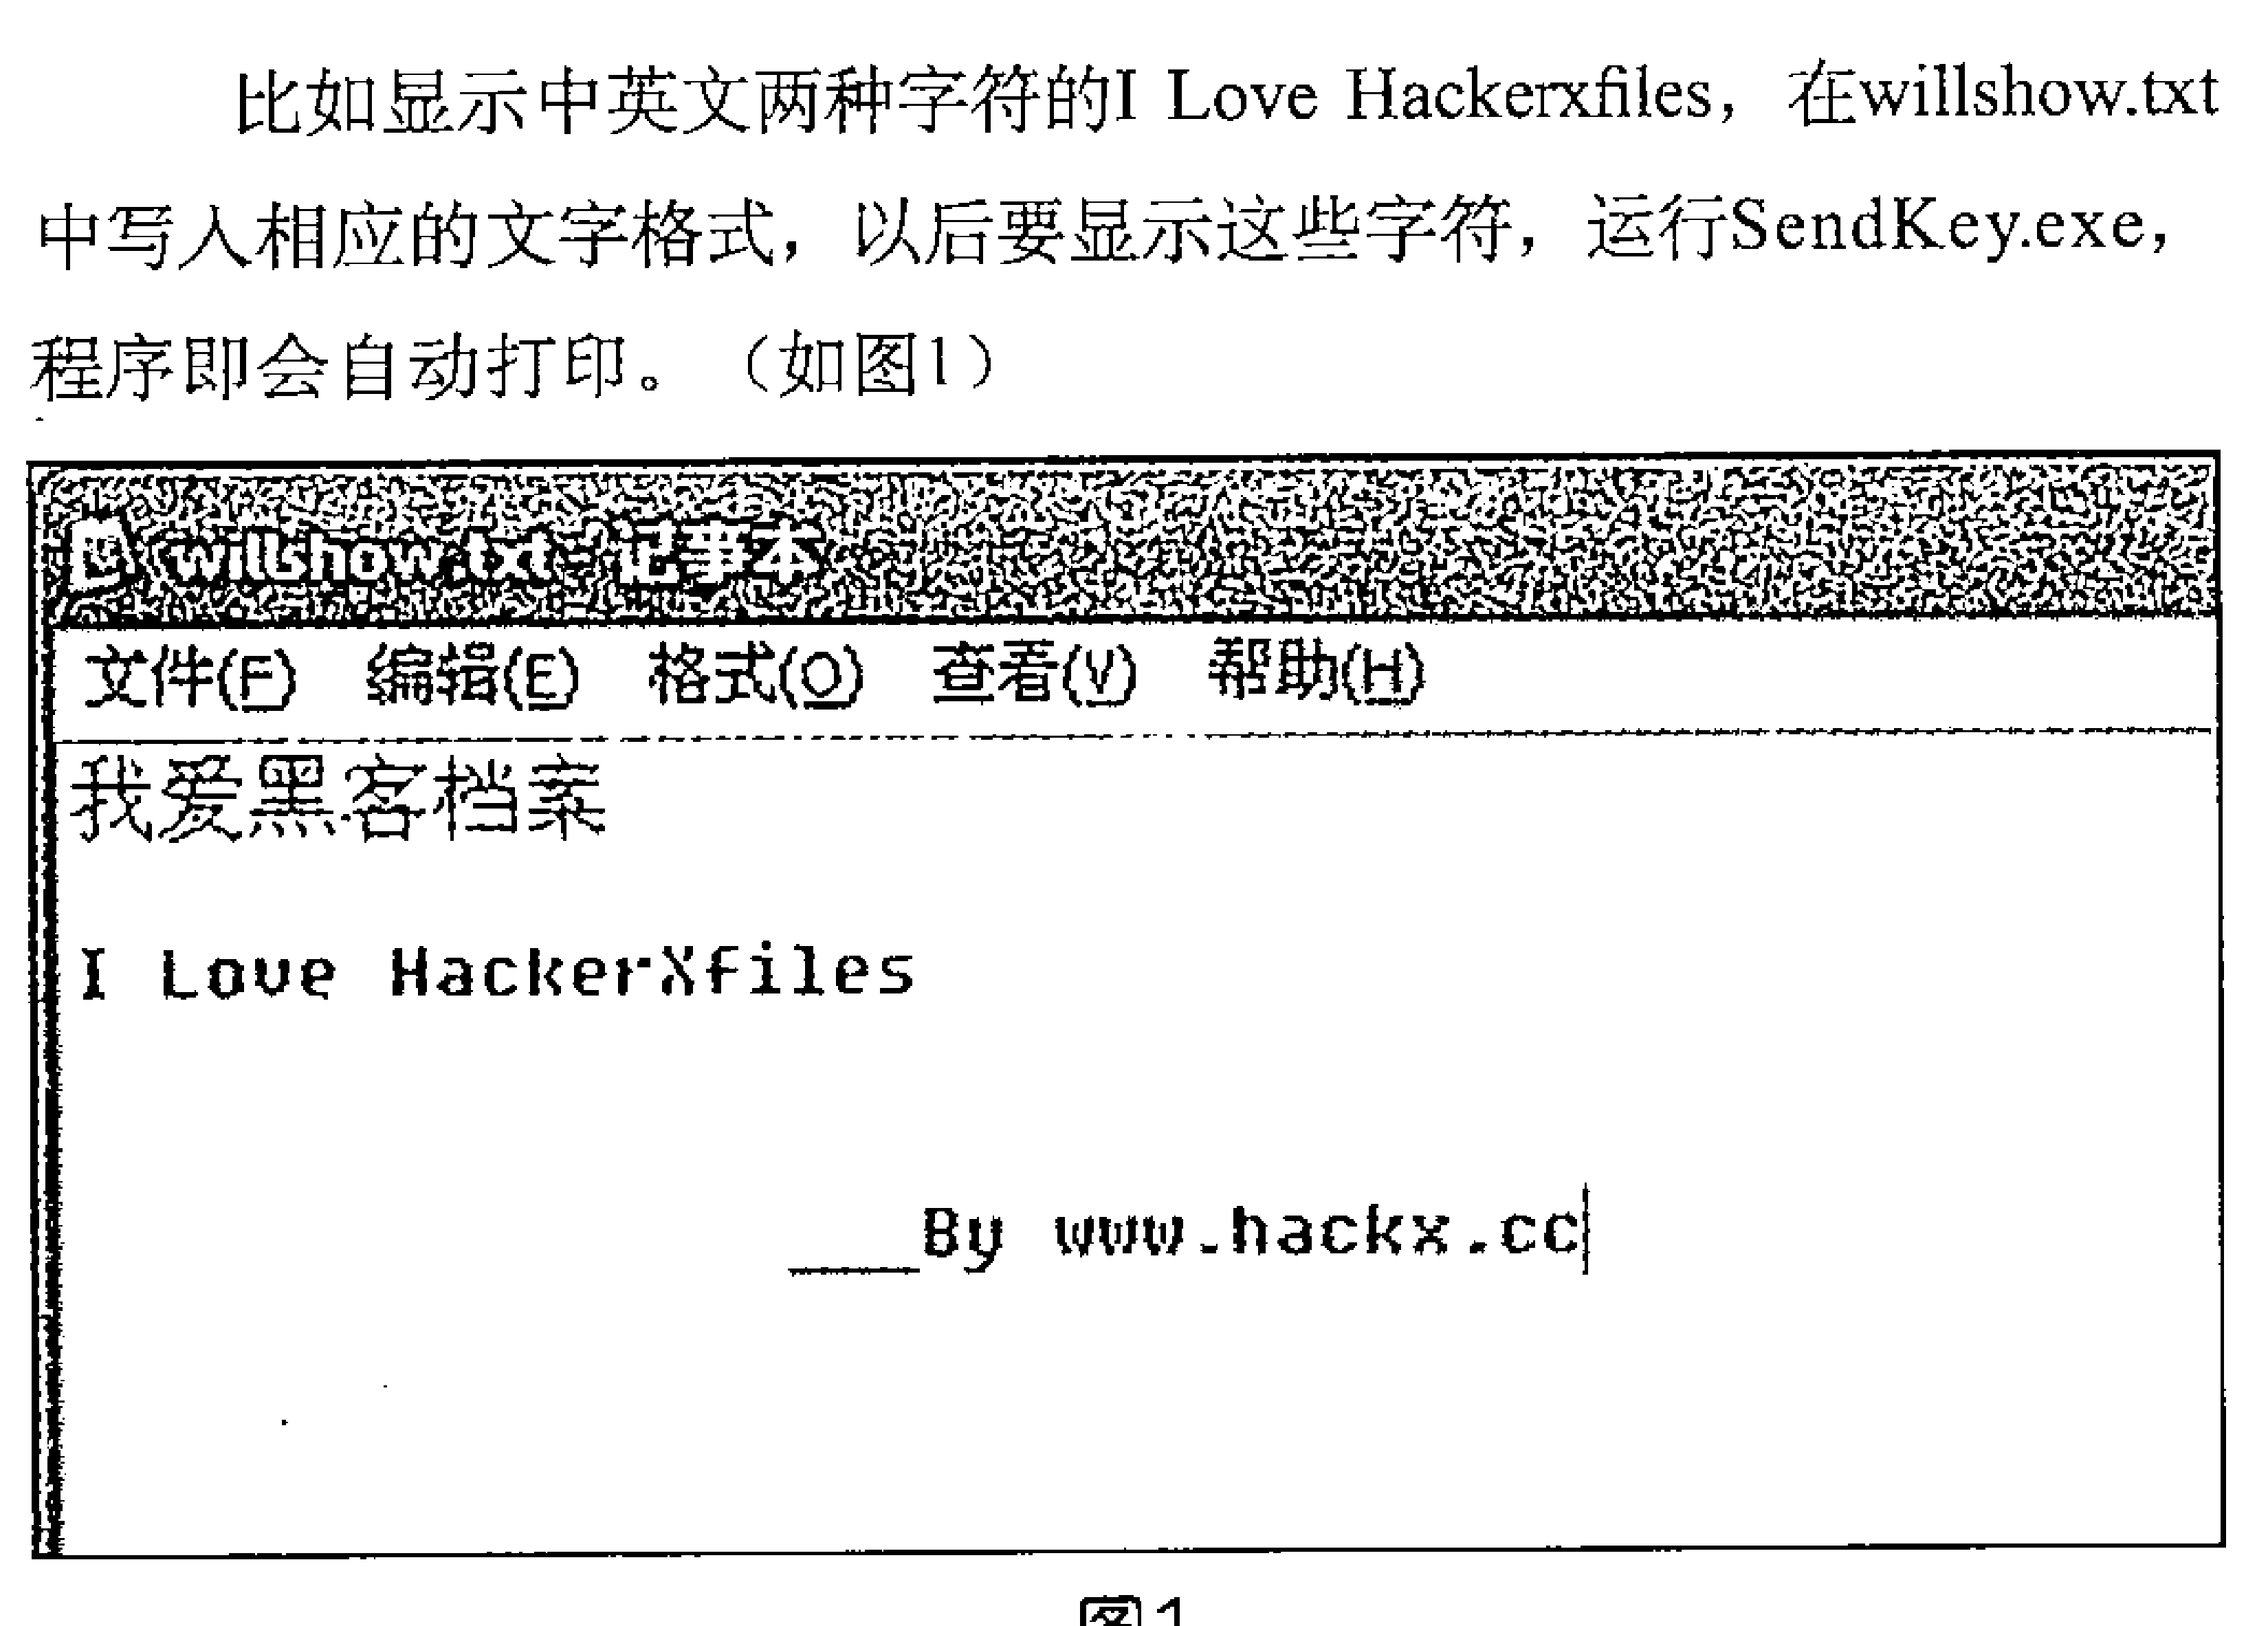 比如显示中英文两种字符的I Love Hackerxfiles，在willshow.txt
中写入相应的文字格式，以后要显示这些字符，运行SendKey.exe，
程序即会自动打印。（如图1）
willshow.txt - 记事本
文件(F) 编辑(E) 格式(O) 查看(V) 帮助(H)
我爱黑客档案
I Love HackerXfiles
___By www.hackx.cc
图1